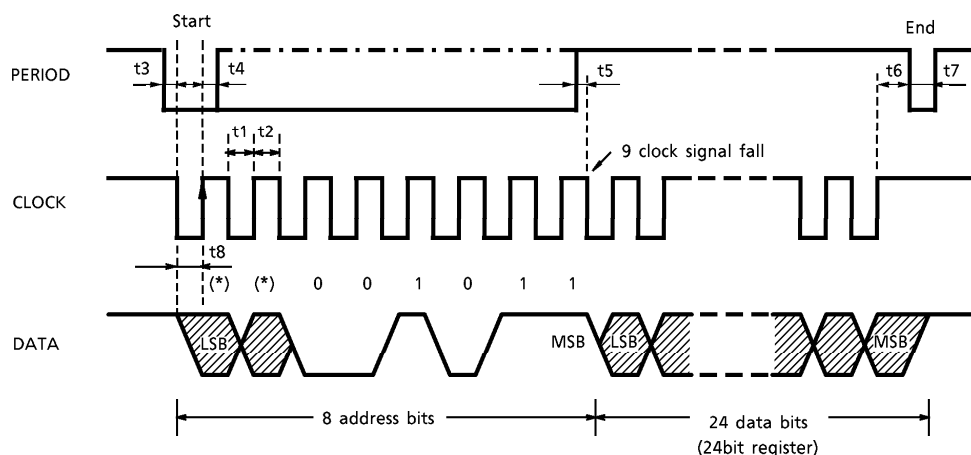 Start
End
PERIOD
t3
t4
t5
t6
t7
t1
t2
9 clock signal fall
CLOCK
t8
(*) (*) 0 0 1 0 1 1
DATA
LSB
MSB
LSB
MSB
8 address bits
24 data bits
(24bit register)